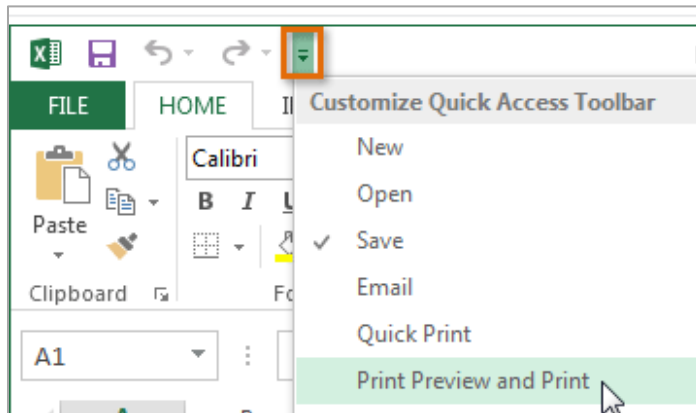 FILE HOME
Customize Quick Access Toolbar
New
Open
Save
Email
Quick Print
Print Preview and Print
Calibri
B I U
Paste
Clipboard
A1
A